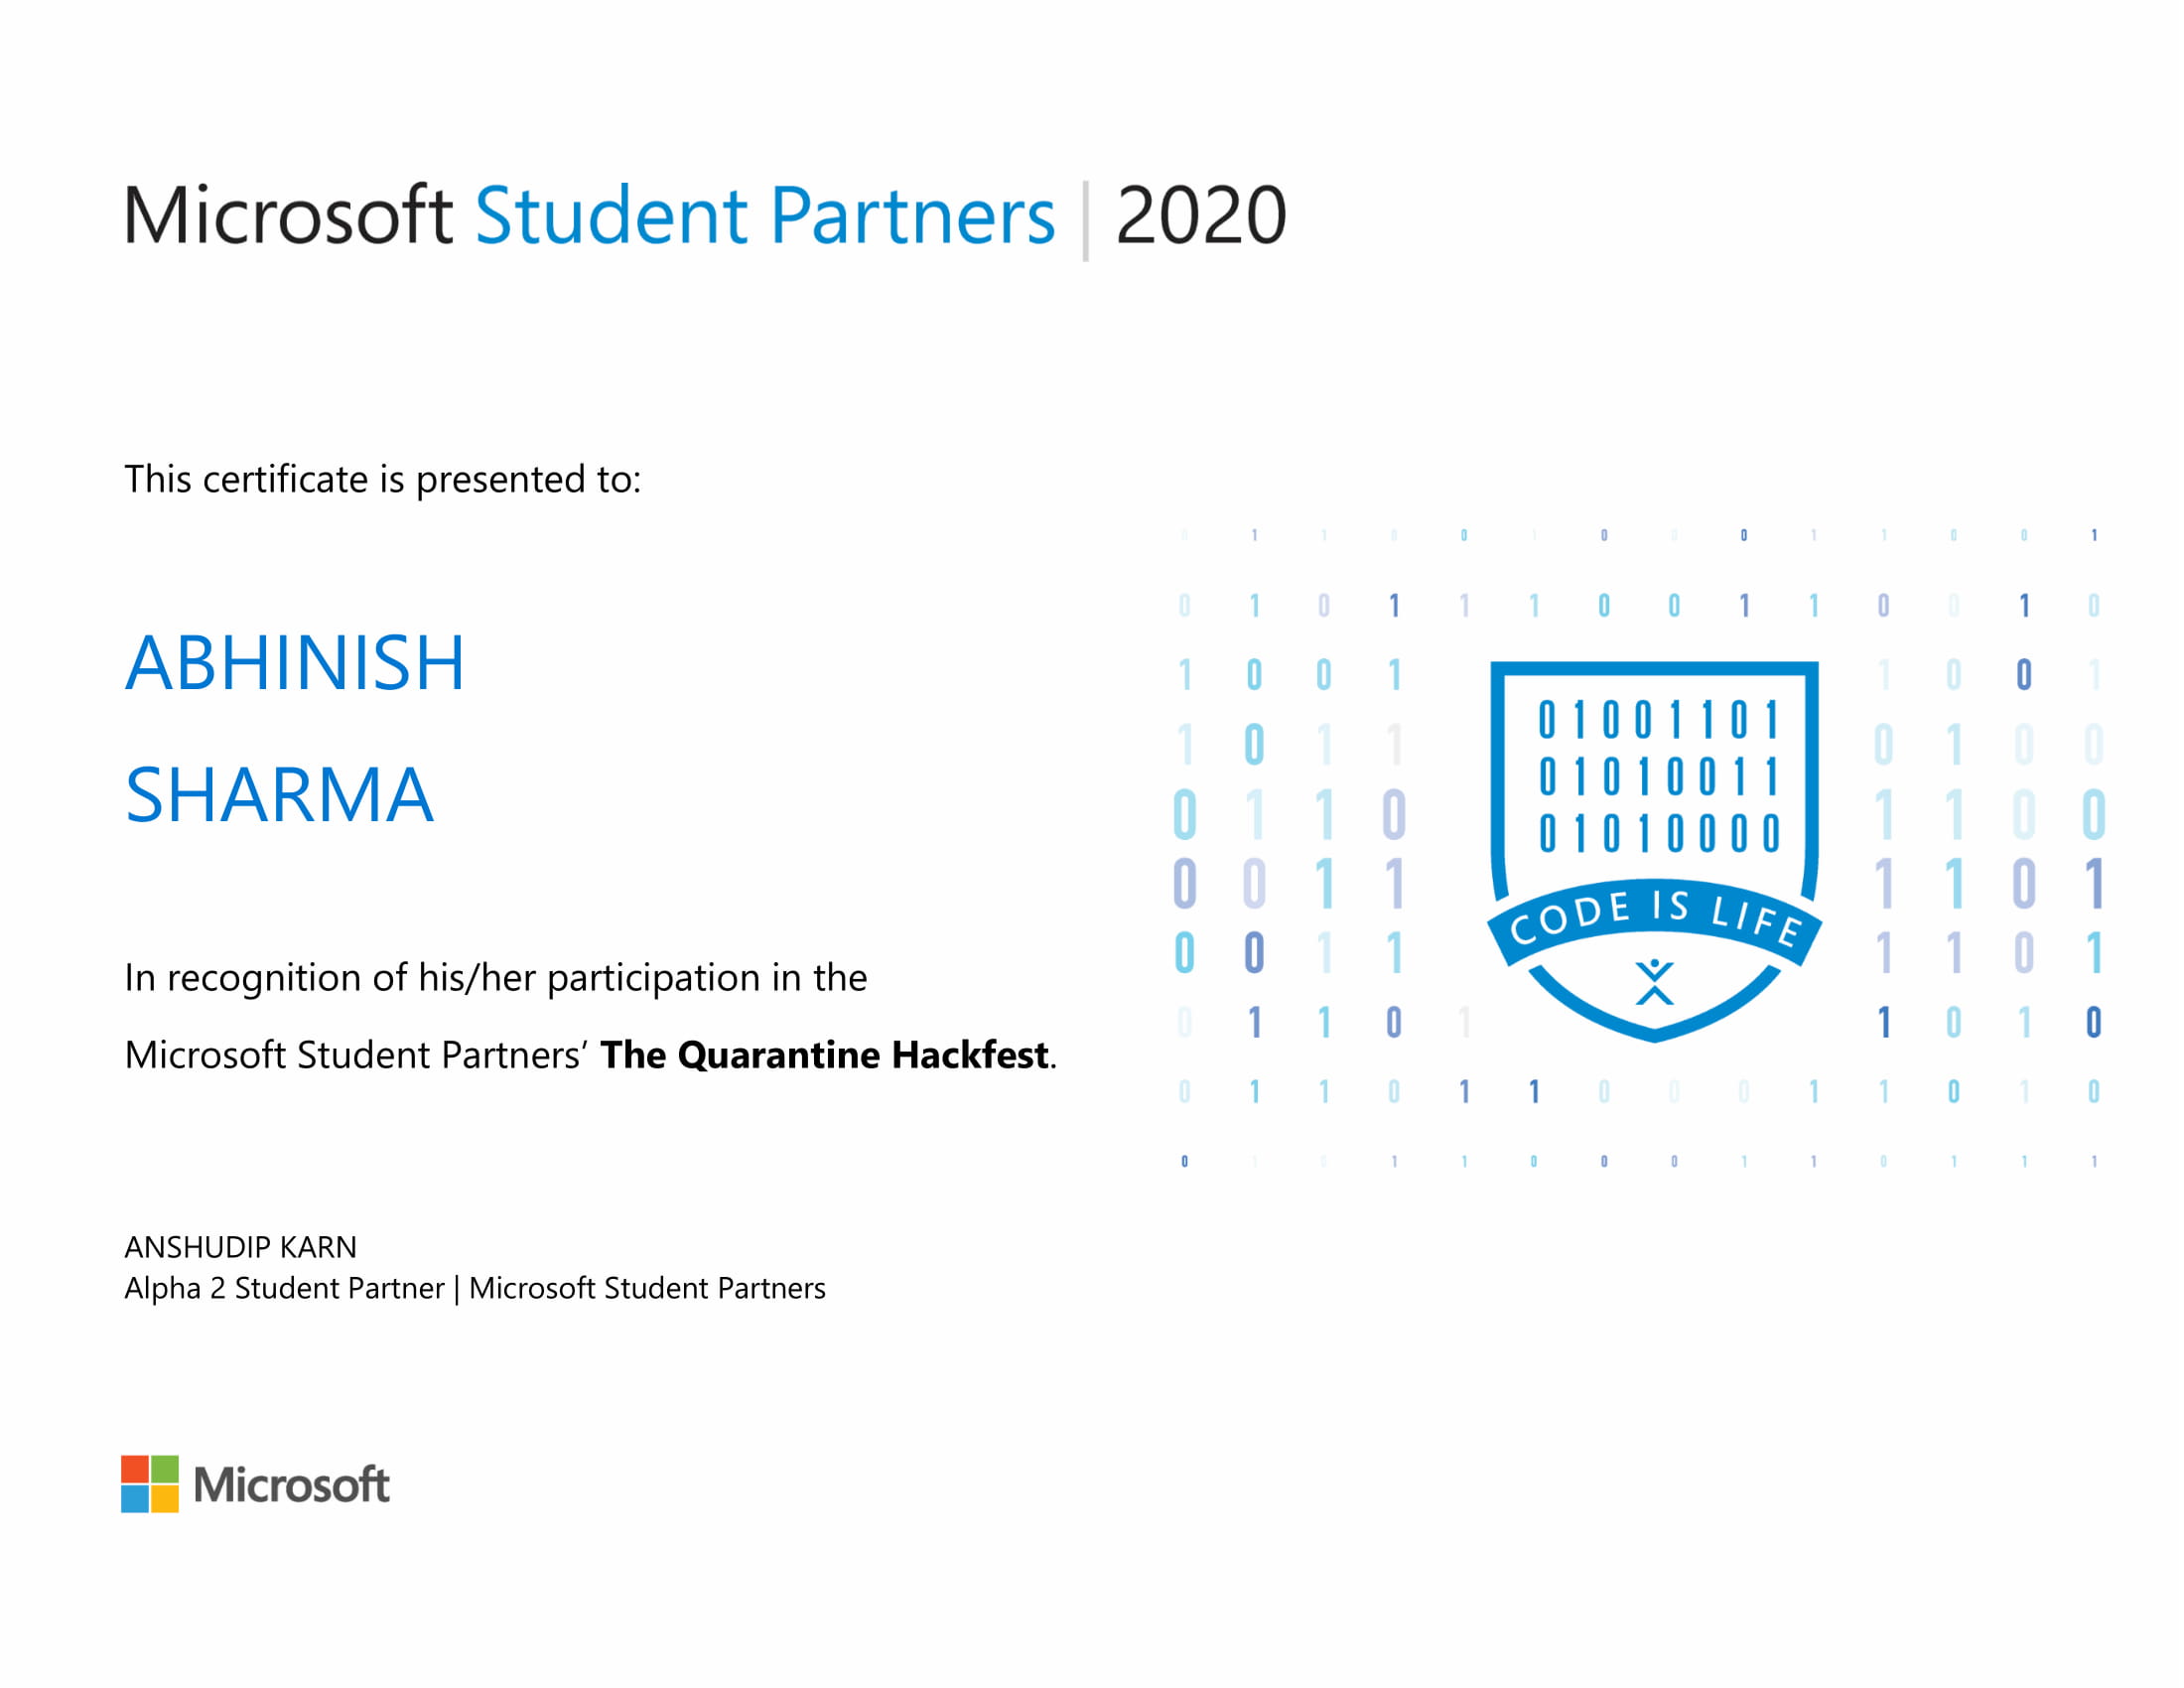 Microsoft Student Partners | 2020
This certificate is presented to:
ABHINISH
SHARMA
In recognition of his/her participation in the
Microsoft Student Partners’ The Quarantine Hackfest.
01001101
01010011
01010000
CODE IS LIFE
ANSHUDIP KARN
Alpha 2 Student Partner | Microsoft Student Partners
Microsoft